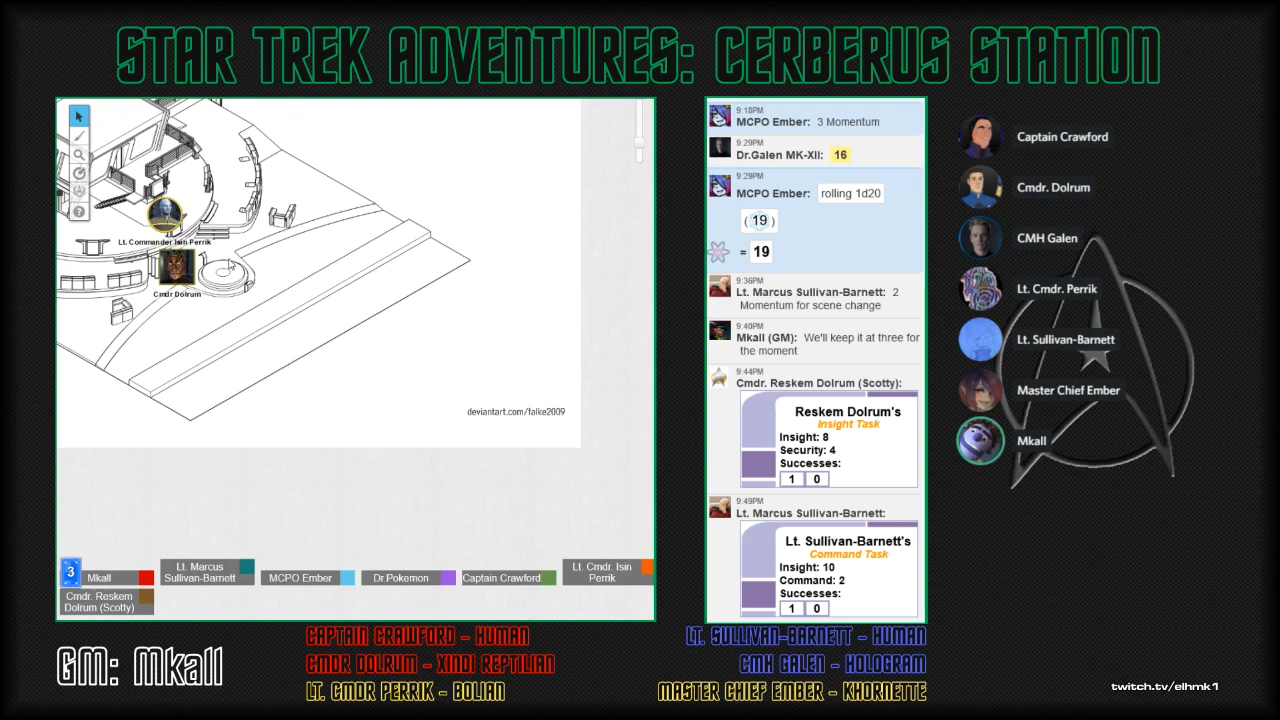 STAR TREK ADVENTURES: CERBERUS STATION
Lt. Commander Isin Perrik
Cmdr Dolrum
deviantart.com/falke2009
3
Mkall
Lt. Marcus
Sullivan-Barnett
MCPO Ember
Dr.Pokemon
Captain Crawford
Lt. Cmdr. Isin
Perrik
Cmdr. Reskem
Dolrum (Scotty)
9:18PM
MCPO Ember: 3 Momentum
9:29PM
Dr.Galen MK-XII: 16
9:29PM
MCPO Ember: rolling 1d20
(19)
= 19
9:36PM
Lt. Marcus Sullivan-Barnett: 2
Momentum for scene change
9:40PM
Mkall (GM): We'll keep it at three for
the moment
9:44PM
Cmdr. Reskem Dolrum (Scotty):
Reskem Dolrum's
Insight Task
Insight: 8
Security: 4
Successes:
1 0
9:49PM
Lt. Marcus Sullivan-Barnett:
Lt. Sullivan-Barnett's
Command Task
Insight: 10
Command: 2
Successes:
1 0
Captain Crawford
Cmdr. Dolrum
CMH Galen
Lt. Cmdr. Perrik
Lt. Sullivan-Barnett
Master Chief Ember
Mkall
GM: Mkall
CAPTAIN CRAWFORD - HUMAN
CMDR DOLRUM - XINDI REPTILIAN
LT. CMDR PERRIK - BOLIAN
LT. SULLIVAN-BARNETT - HUMAN
CMH GALEN - HOLOGRAM
MASTER CHIEF EMBER - KHORNETTE
twitch.tv/elhmk1